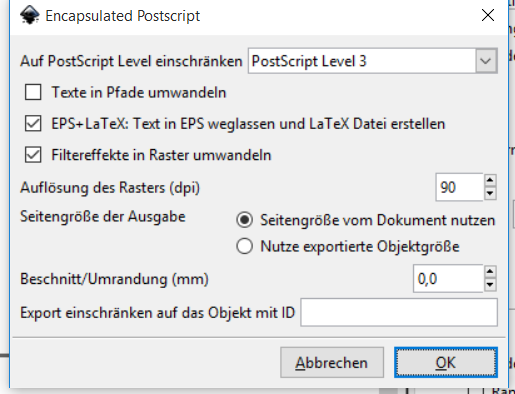 Encapsulated Postscript
Auf PostScript Level einschränken PostScript Level 3
Texte in Pfade umwandeln
EPS+LaTeX: Text in EPS weglassen und LaTeX Datei erstellen
Filtereffekte in Raster umwandeln
Auflösung des Rasters (dpi) 90
Seitengröße der Ausgabe Seitengröße vom Dokument nutzen
Nutze exportierte Objektgröße
Beschnitt/Umrandung (mm) 0,0
Export einschränken auf das Objekt mit ID
Abbrechen OK